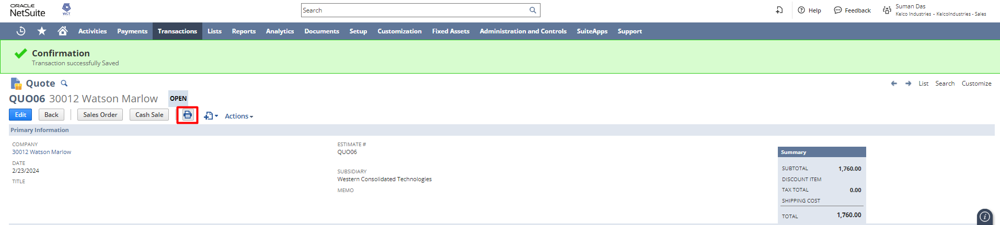 ORACLE
NetSuite
WCT
Search
Help
Feedback
Suman Das
Kelco Industries - KelcoIndustries - Sales
Activities Payments Transactions Lists Reports Analytics Documents Setup Customization Fixed Assets Administration and Controls SuiteApps Support
Confirmation
Transaction successfully Saved
Quote
List Search Customize
QUO06 30012 Watson Marlow OPEN
Edit Back Sales Order Cash Sale Actions
Primary Information
COMPANY
30012 Watson Marlow
DATE
2/23/2024
TITLE
ESTIMATE #
QUO06
SUBSIDIARY
Western Consolidated Technologies
MEMO
Summary
SUBTOTAL 1,760.00
DISCOUNT ITEM
TAX TOTAL 0.00
SHIPPING COST
TOTAL 1,760.00